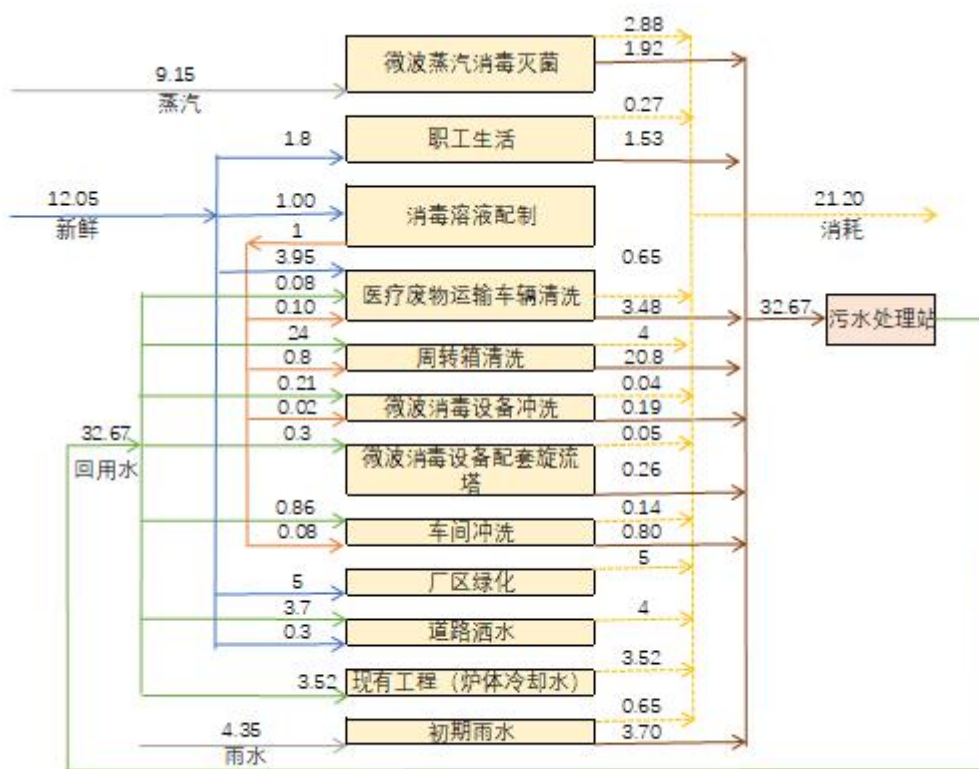 2.88
微波蒸汽消毒灭菌
1.92
9.15
蒸汽
0.27
1.8
职工生活
1.53
12.05
新鲜
1.00
消毒溶液配制
1
21.20
消耗
3.95
0.65
0.08
医疗废物运输车辆清洗
0.10
3.48
32.67
污水处理站
24
4
周转箱清洗
0.8
20.8
0.21
0.04
微波消毒设备冲洗
0.02
0.19
32.67
回用水
0.3
0.05
微波消毒设备配套旋流
塔
0.26
0.86
0.14
车间冲洗
0.08
0.80
5
厂区绿化
5
3.7
4
道路洒水
0.3
3.52
现有工程（炉体冷却水）
3.52
0.65
4.35
雨水
初期雨水
3.70